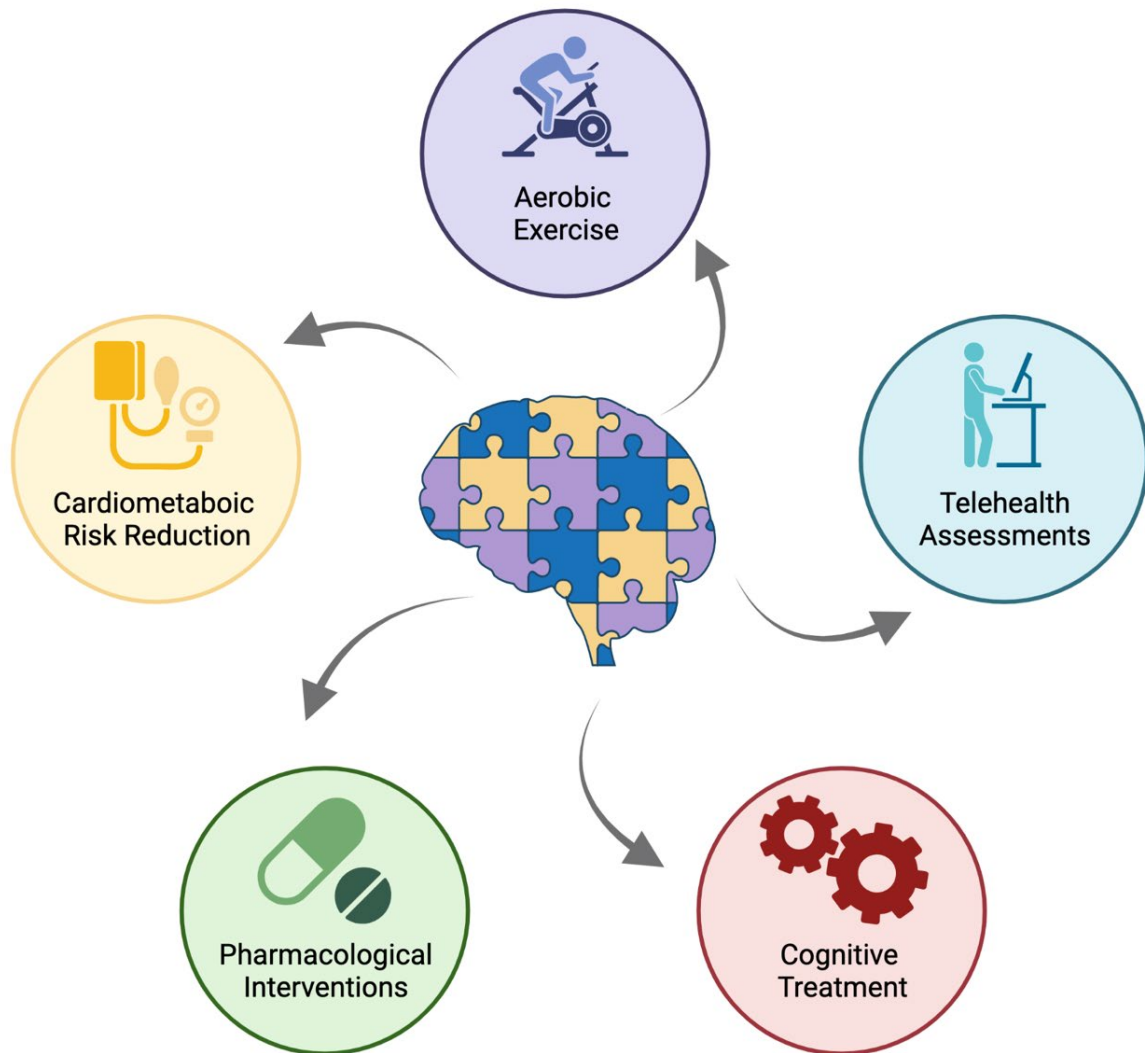 Aerobic
Exercise
Cardiometaboic
Risk Reduction
Telehealth
Assessments
Pharmacological
Interventions
Cognitive
Treatment